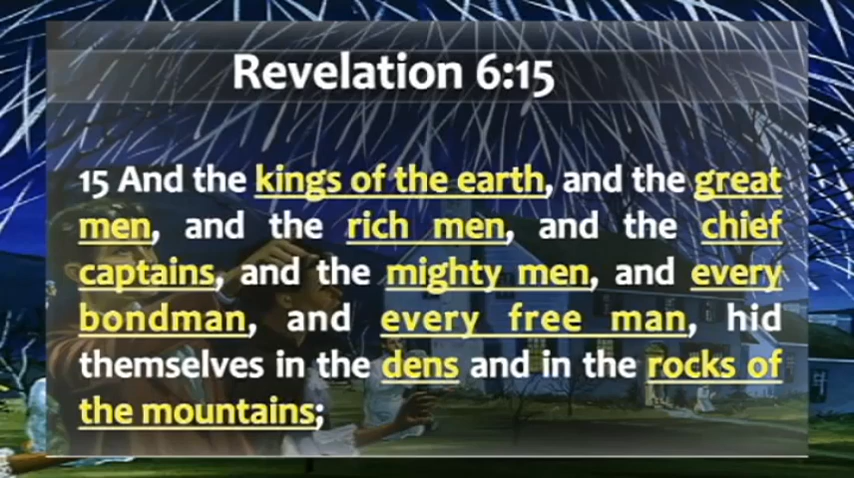 Revelation 6:15
15 And the kings of the earth, and the great
men, and the rich men, and the chief
captains, and the mighty men, and every
bondman, and every free man, hid
themselves in the dens and in the rocks of
the mountains;